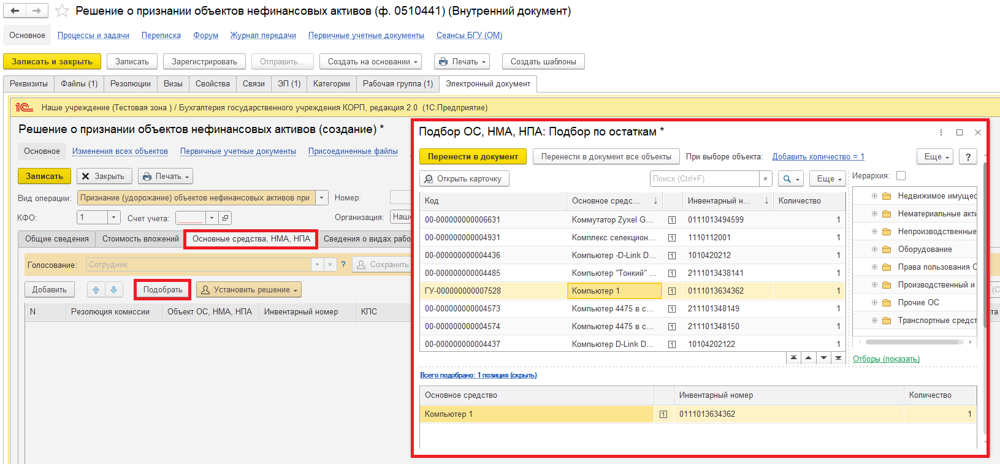 Решение о признании объектов нефинансовых активов (ф. 0510441) (Внутренний документ)
Основное Процессы и задачи Переписка Форум Журнал передачи Первичные учетные документы Сеансы БГУ (ОМ)
Записать и закрыть Записать Зарегистрировать Отправить... Создать на основании Печать Создать шаблоны
Реквизиты Файлы (1) Резолюции Визы Свойства Связи ЭП (1) Категории Рабочая группа (1) Электронный документ
1С Наше учреждение (Тестовая зона ) / Бухгалтерия государственного учреждения КОРП, редакция 2.0 (1С:Предприятие)
Решение о признании объектов нефинансовых активов (создание) *
Основное Изменения всех объектов Первичные учетные документы Присоединенные файлы
Записать Закрыть Печать
Вид операции: Признание (удорожание) объектов нефинансовых активов при Номер:
КФО: 1 Счет учета: Организация: Наше
Общие сведения Стоимость вложений Основные средства, НМА, НПА Сведения о видах рабо
Голосование: Сотрудник ? Сохранить
Добавить Подобрать Установить решение
N Резолюция комиссии Объект ОС, НМА, НПА Инвентарный номер КПС
Подбор ОС, НМА, НПА: Подбор по остаткам *
Перенести в документ Перенести в документ все объекты При выборе объекта: Добавить количество = 1 Еще ?
Открыть карточку Поиск (Ctrl+F) × Еще Иерархия:
Код Основное средс... ↓ Инвентарный н... ↓ Количество
00-000000000006631 Коммутатор Zyxel G... 1 0111013494599 1
00-000000000004931 Комплекс селекцион... 1 1110112001 1
00-000000000004436 Компьютер -D-Link D... 1 1010420212 1
00-000000000004485 Компьютер "Тонкий" ... 1 2111013438141 1
ГУ-000000000007528 Компьютер 1 1 0111013634362 1
00-000000000004573 Компьютер 4475 в с... 1 211101348149 1
00-000000000004574 Компьютер 4475 в с... 1 211101348150 1
00-000000000004437 Компьютер D-Link D... 1 10104202122 1
Недвижимое имущес
Нематериальные акти
Непроизводственные
Оборудование
Права пользования О
Производственный и
Прочие ОС
Транспортные средст
Отборы (показать)
Всего подобрано: 1 позиция (скрыть)
Основное средство Инвентарный номер Количество
Компьютер 1 1 0111013634362 1